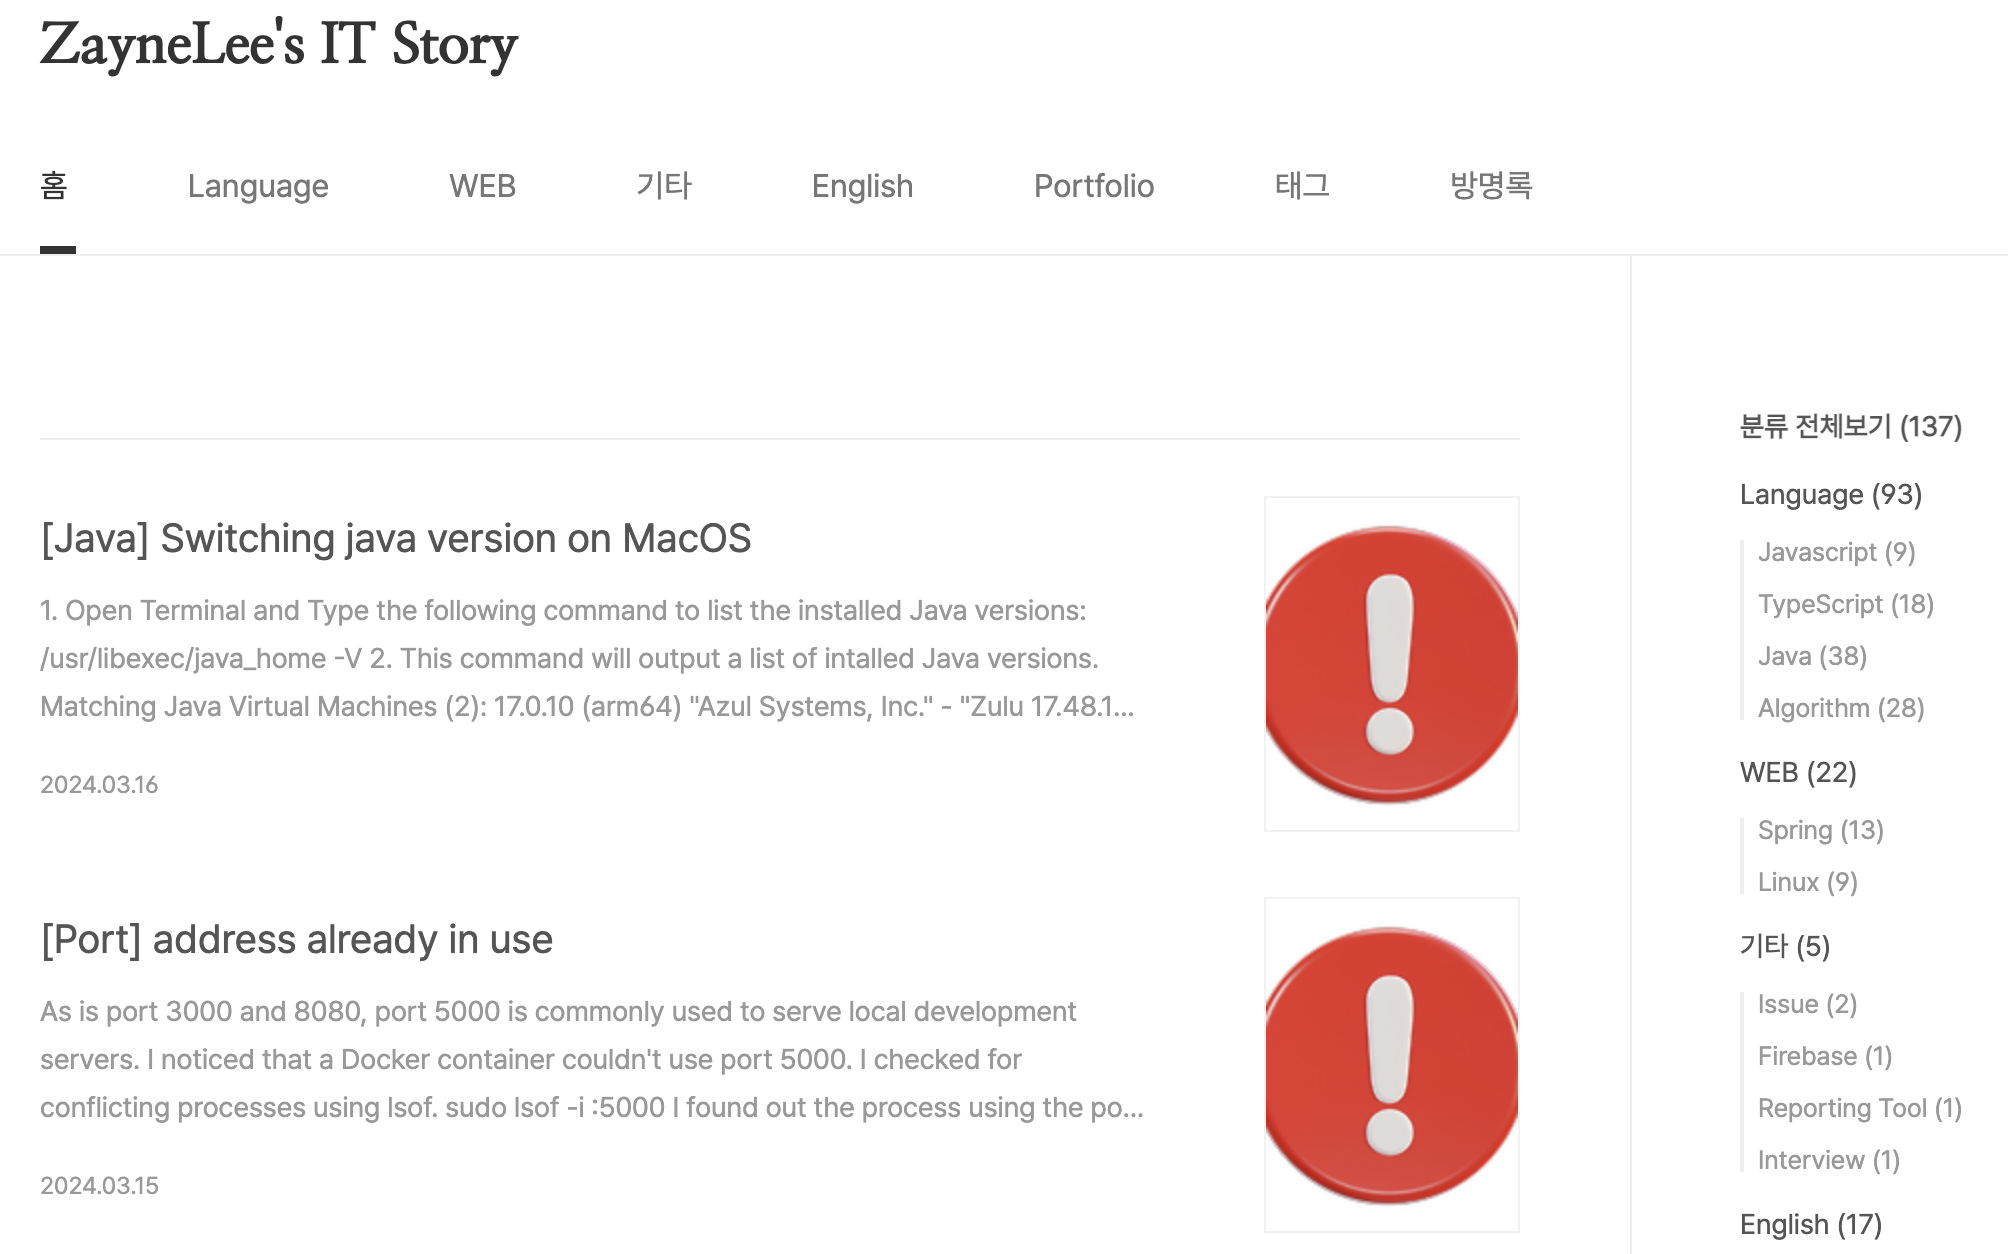 ZayneLee's IT Story
홈 Language WEB 기타 English Portfolio 태그 방명록
[Java] Switching java version on MacOS
1. Open Terminal and Type the following command to list the installed Java versions:
/usr/libexec/java_home -V 2. This command will output a list of intalled Java versions.
Matching Java Virtual Machines (2): 17.0.10 (arm64) "Azul Systems, Inc." - "Zulu 17.48.1...
2024.03.16
[Port] address already in use
As is port 3000 and 8080, port 5000 is commonly used to serve local development
servers. I noticed that a Docker container couldn't use port 5000. I checked for
conflicting processes using lsof. sudo lsof -i :5000 I found out the process using the po...
2024.03.15
분류 전체보기 (137)
Language (93)
Javascript (9)
TypeScript (18)
Java (38)
Algorithm (28)
WEB (22)
Spring (13)
Linux (9)
기타 (5)
Issue (2)
Firebase (1)
Reporting Tool (1)
Interview (1)
English (17)